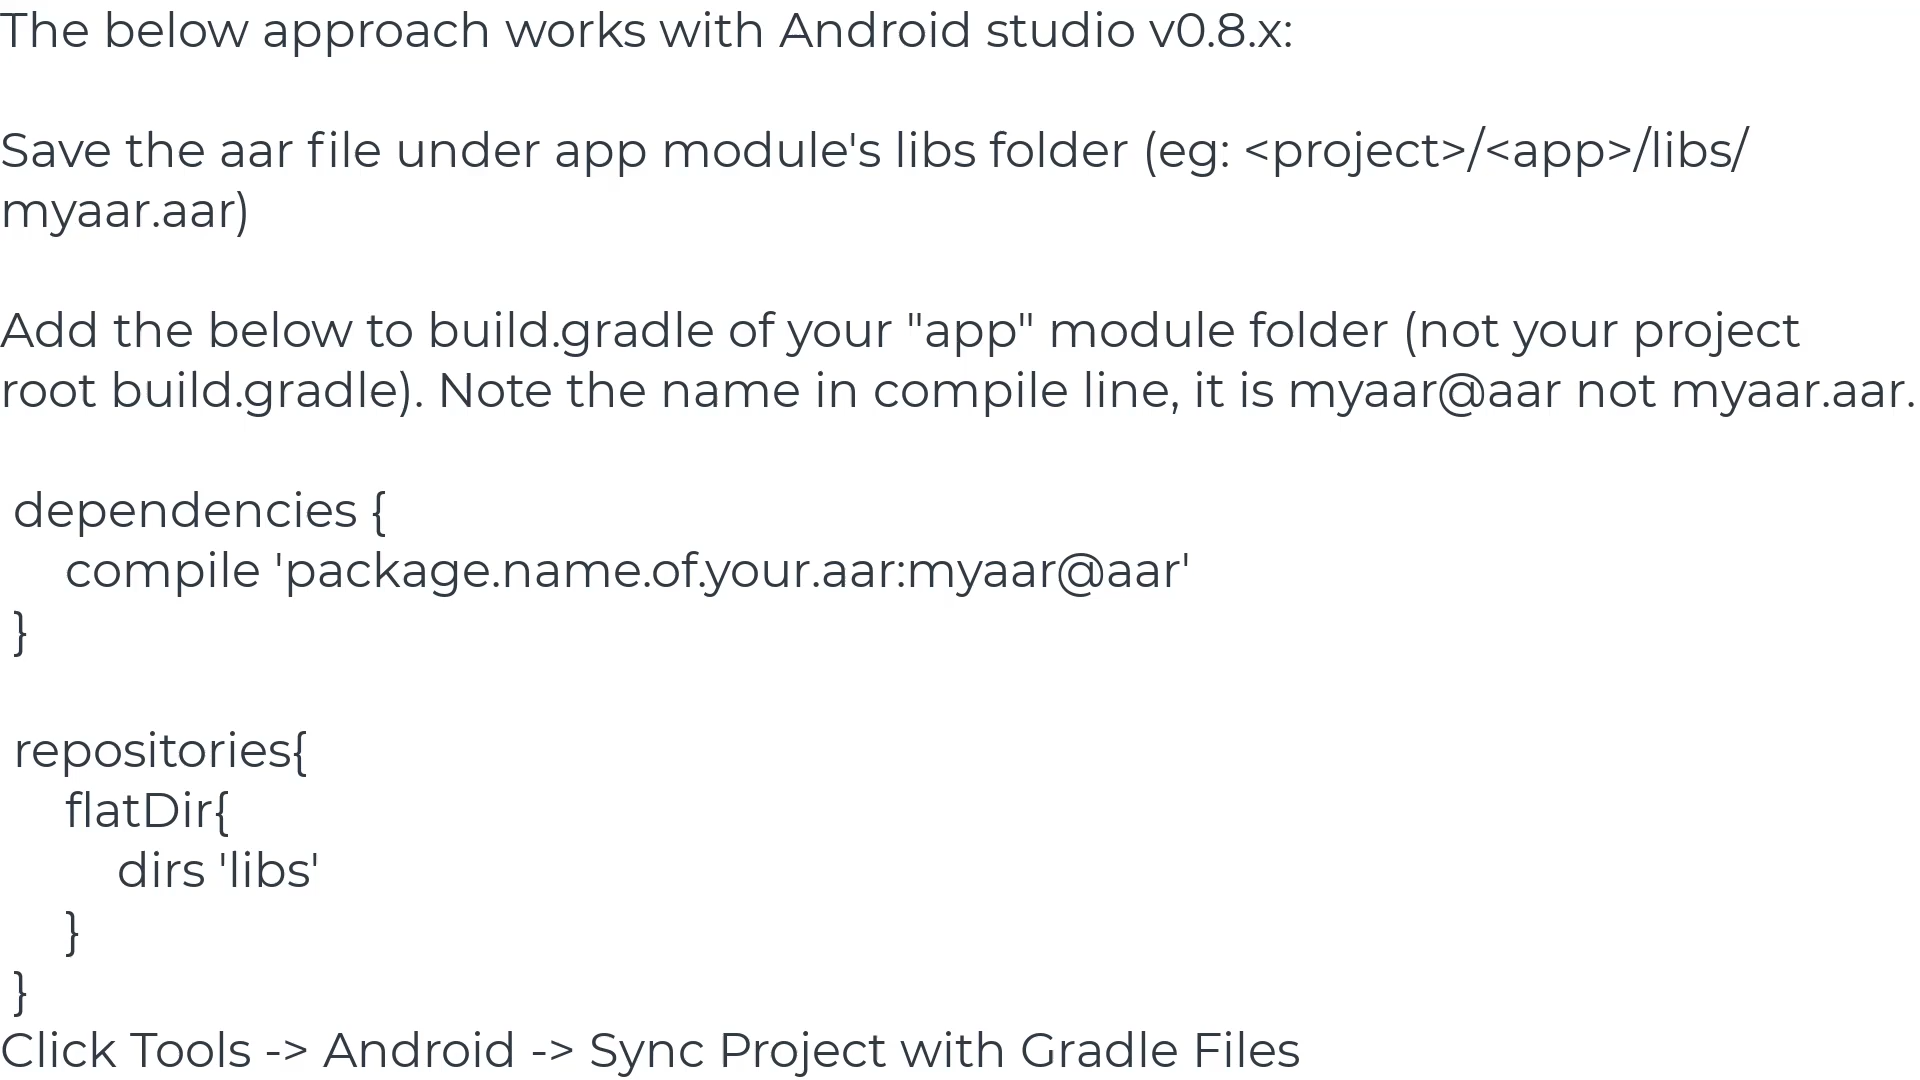 The below approach works with Android studio v0.8.x:
Save the aar file under app module's libs folder (eg: <project>/<app>/libs/
myaar.aar)
Add the below to build.gradle of your "app" module folder (not your project
root build.gradle). Note the name in compile line, it is myaar@aar not myaar.aar.
dependencies {
compile 'package.name.of.your.aar:myaar@aar'
}
repositories{
flatDir{
dirs 'libs'
}
}
Click Tools -> Android -> Sync Project with Gradle Files